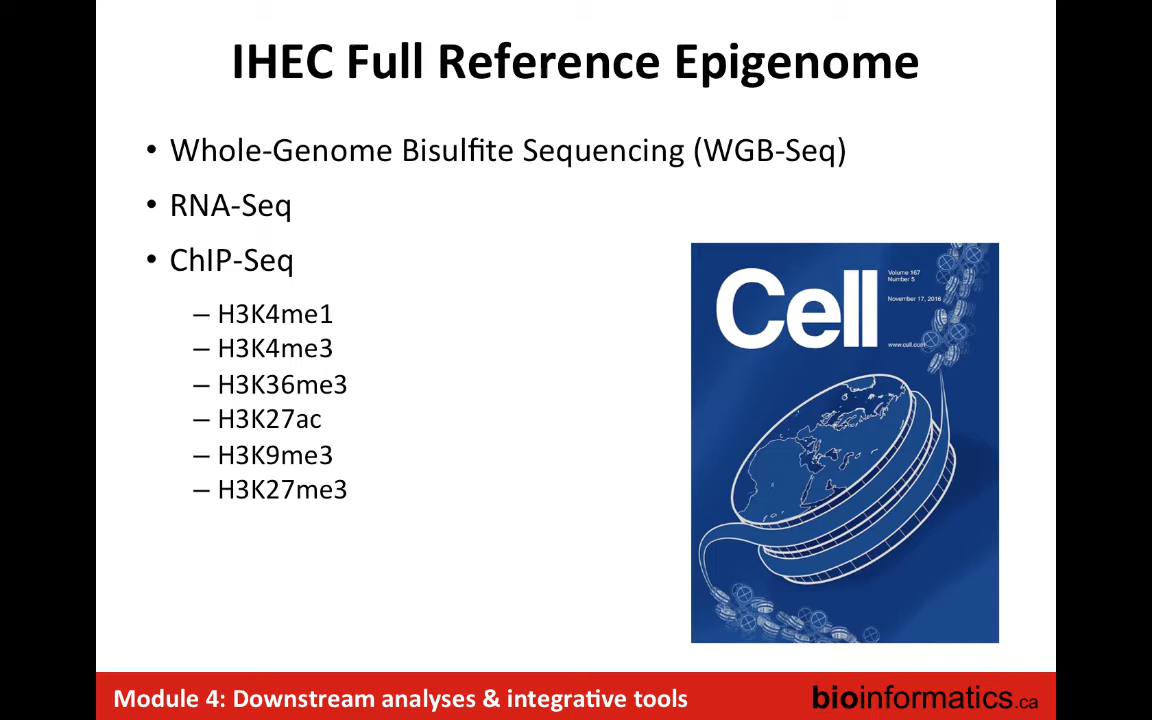 IHEC Full Reference Epigenome
• Whole-Genome Bisulfite Sequencing (WGB-Seq)
• RNA-Seq
• ChIP-Seq
– H3K4me1
– H3K4me3
– H3K36me3
– H3K27ac
– H3K9me3
– H3K27me3
Cell
Volume 167
Number 5
November 17, 2016
www.cell.com
Module 4: Downstream analyses & integrative tools
bioinformatics.ca